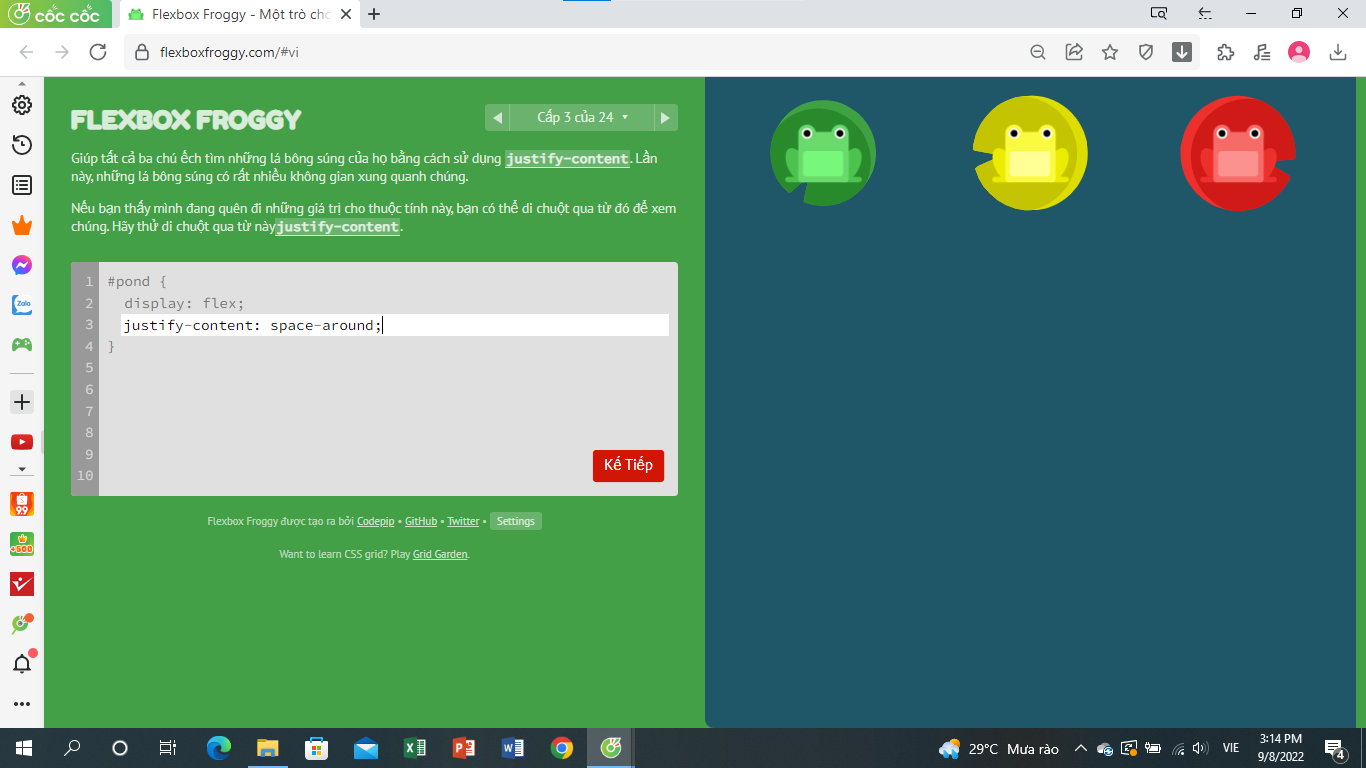 cốc cốc
Flexbox Froggy - Một trò chơ
flexboxfroggy.com/#vi
FLEXBOX FROGGY
Cấp 3 của 24
Giúp tất cả ba chú ếch tìm những lá bông súng của họ bằng cách sử dụng justify-content. Lần
này, những lá bông súng có rất nhiều không gian xung quanh chúng.
Nếu bạn thấy mình đang quên đi những giá trị cho thuộc tính này, bạn có thể di chuột qua từ đó để xem
chúng. Hãy thử di chuột qua từ này justify-content.
1 #pond {
2 display: flex;
3 justify-content: space-around;
4 }
5
6
7
8
9
10
Kế Tiếp
Flexbox Froggy được tạo ra bởi Codepip • GitHub • Twitter • Settings
Want to learn CSS grid? Play Grid Garden.
Zalo
9.9
+500
29°C Mưa rào
VIE
3:14 PM
9/8/2022
4